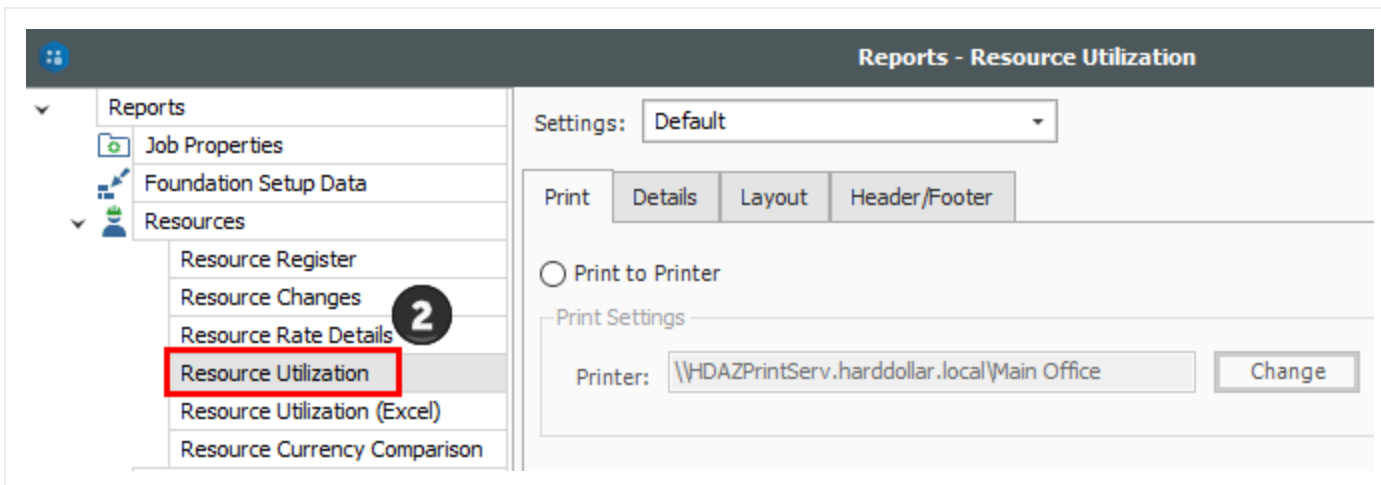 Reports - Resource Utilization
Reports
Job Properties
Foundation Setup Data
Resources
Resource Register
Resource Changes
2
Resource Rate Details
Resource Utilization
Resource Utilization (Excel)
Resource Currency Comparison
Settings: Default
Print Details Layout Header/Footer
Print to Printer
Print Settings
Printer: \\HDAZPrintServ.harddollar.local\Main Office Change